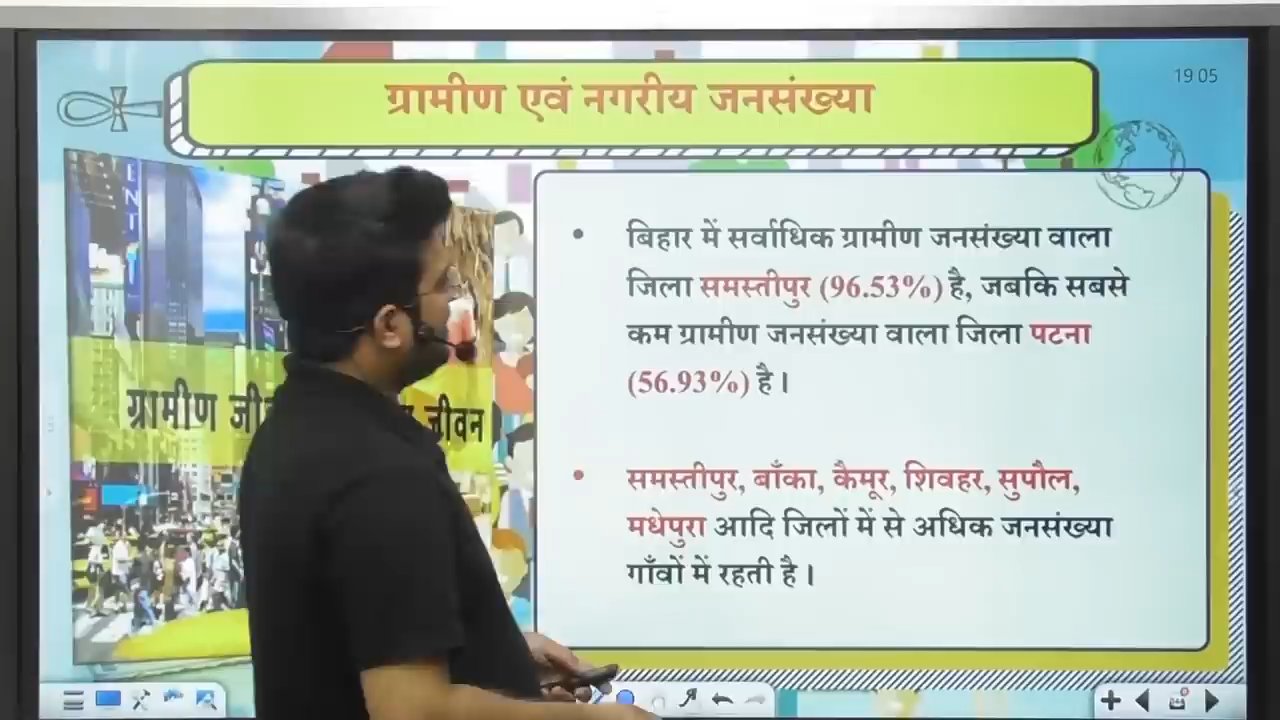 19 05
ग्रामीण एवं नगरीय जनसंख्या
ENT
ग्रामीण जीवन
बिहार में सर्वाधिक ग्रामीण जनसंख्या वाला
जिला समस्तीपुर (96.53%) है, जबकि सबसे
कम ग्रामीण जनसंख्या वाला जिला पटना
(56.93%) है।
समस्तीपुर, बाँका, कैमूर, शिवहर, सुपौल,
मधेपुरा आदि जिलों में से अधिक जनसंख्या
गाँवों में रहती है।